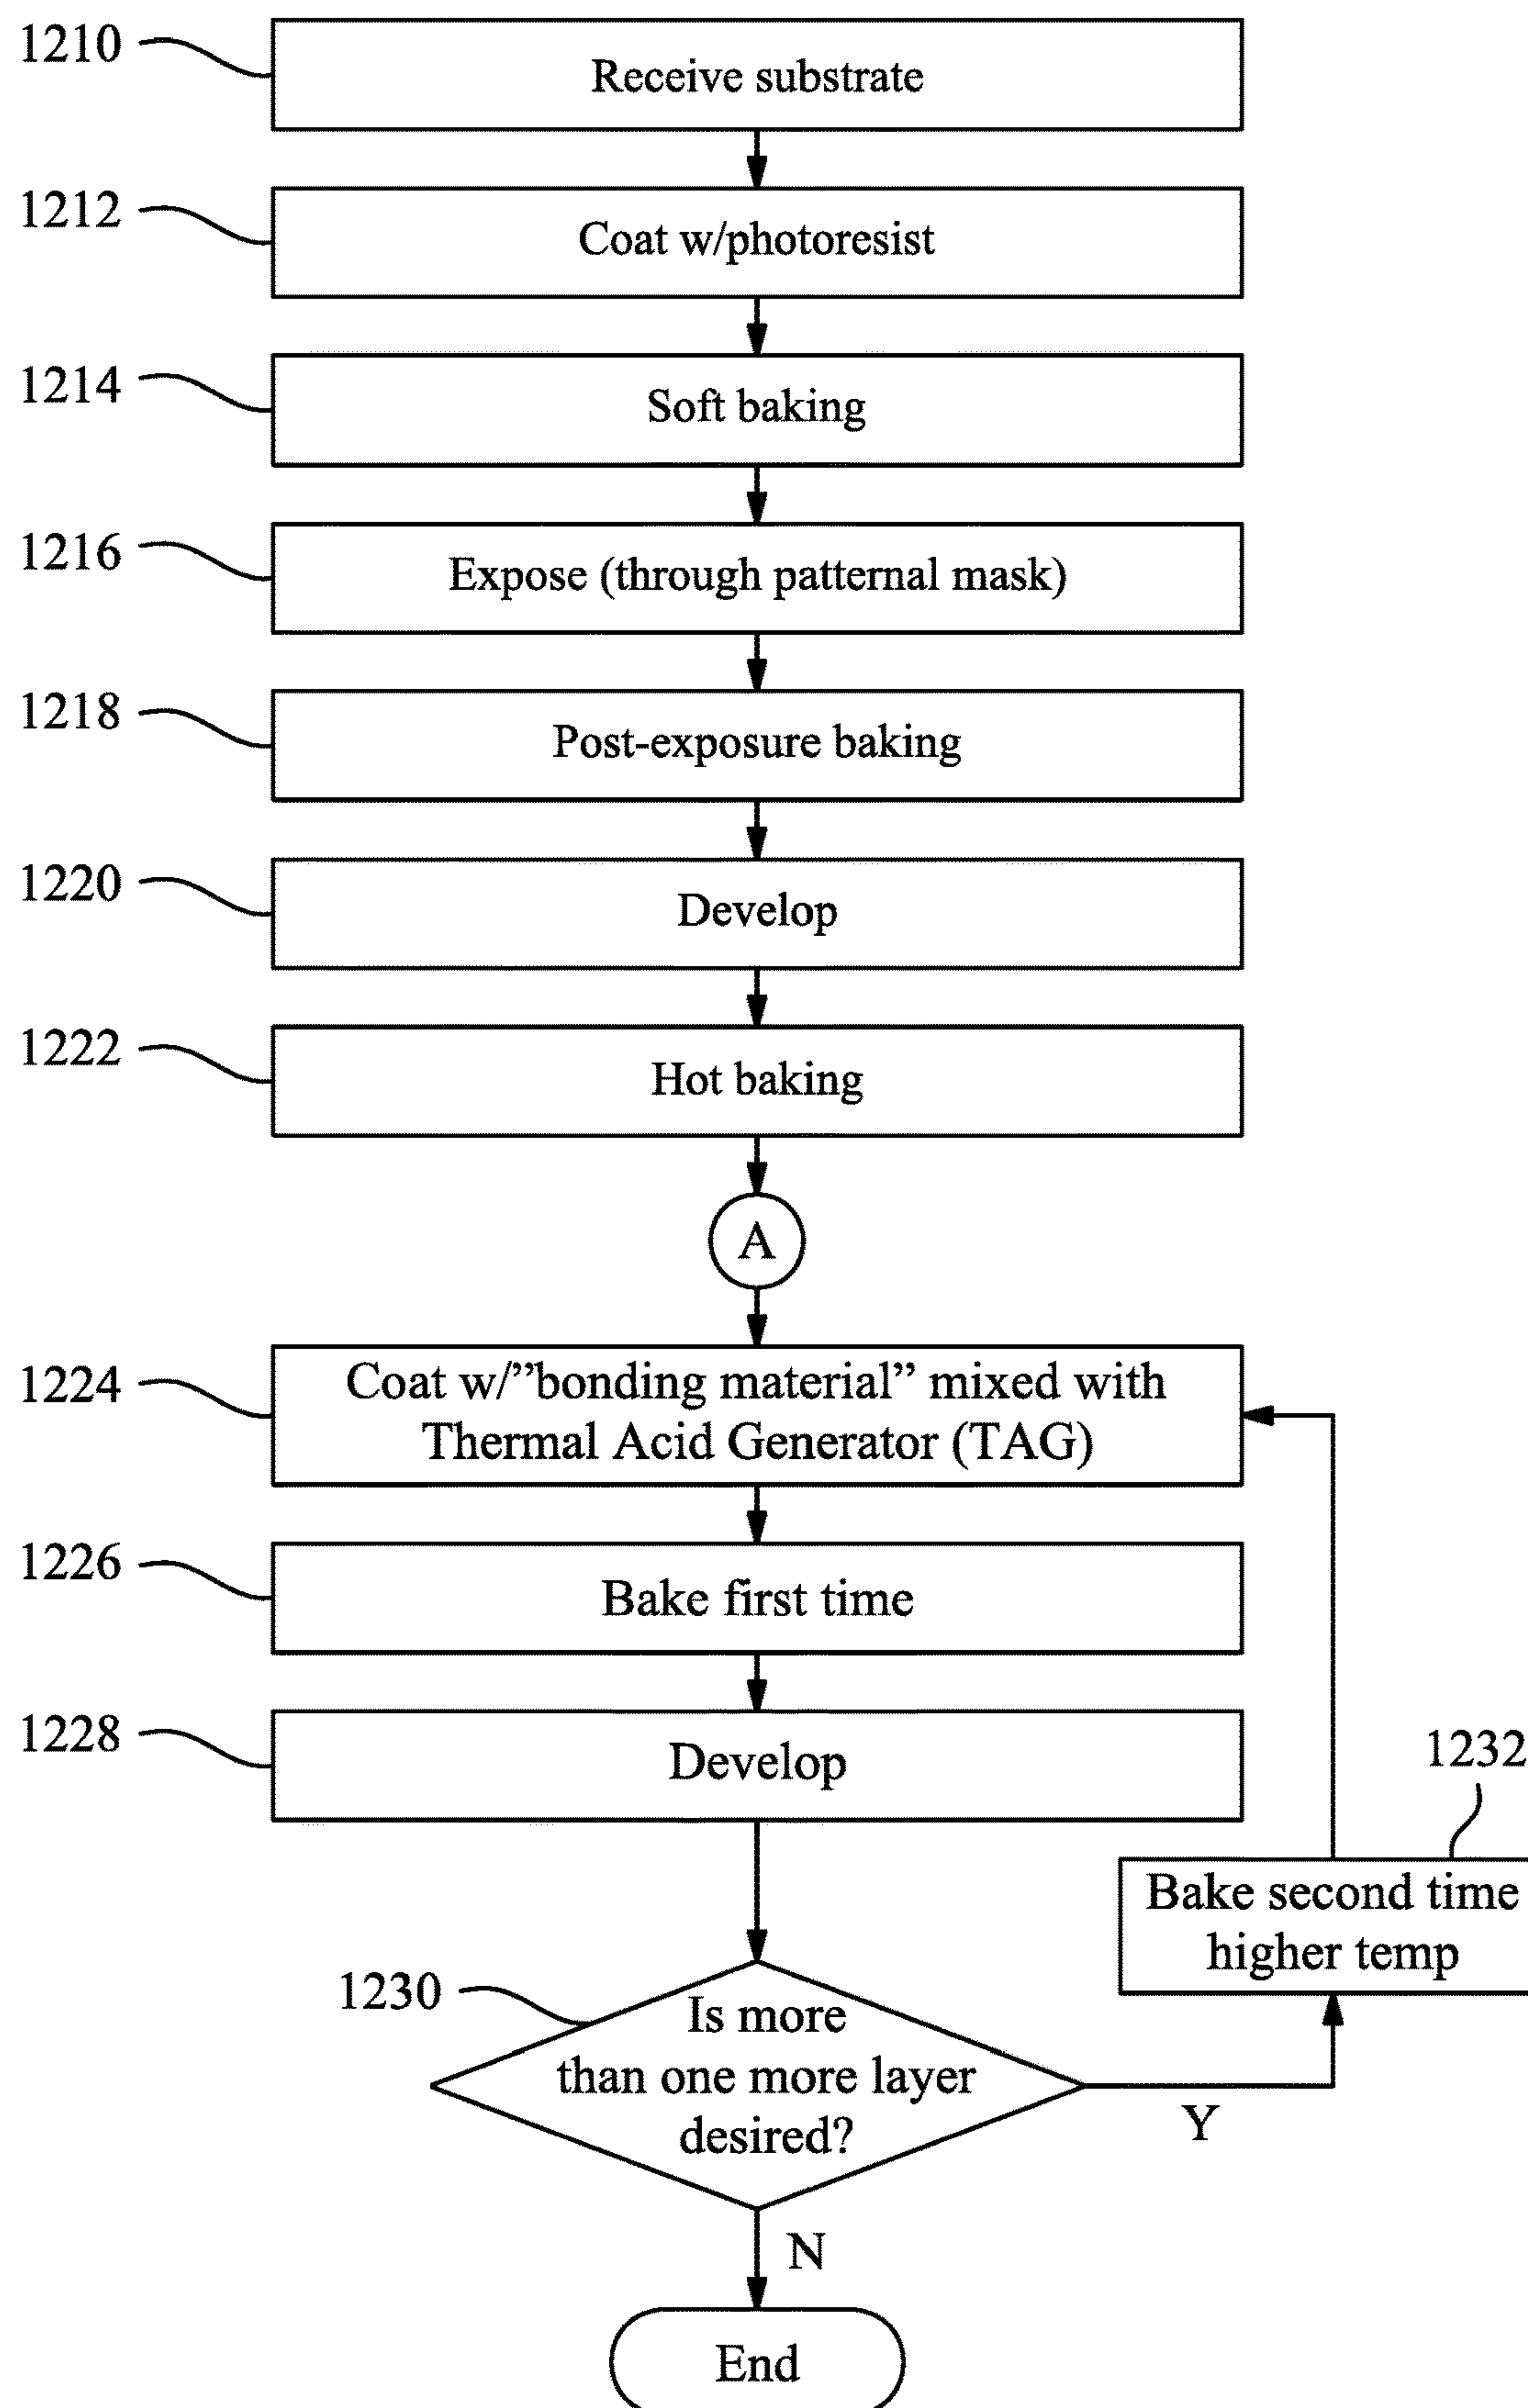 1210
Receive substrate
1212
Coat w/photoresist
1214
Soft baking
1216
Expose (through patternal mask)
1218
Post-exposure baking
1220
Develop
1222
Hot baking
A
1224
Coat w/”bonding material” mixed with
Thermal Acid Generator (TAG)
1226
Bake first time
1228
Develop
1232
Bake second time
higher temp
1230
Is more
than one more layer
desired?
Y
N
End